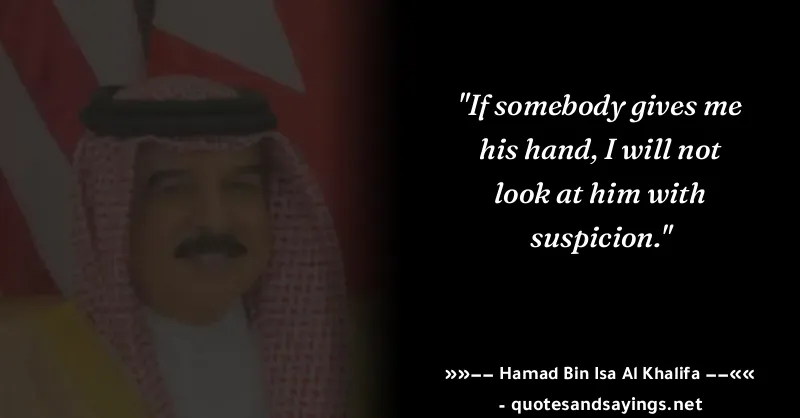 "If somebody gives me
his hand, I will not
look at him with
suspicion."
»»–– Hamad Bin Isa Al Khalifa ––««
- quotesandsayings.net